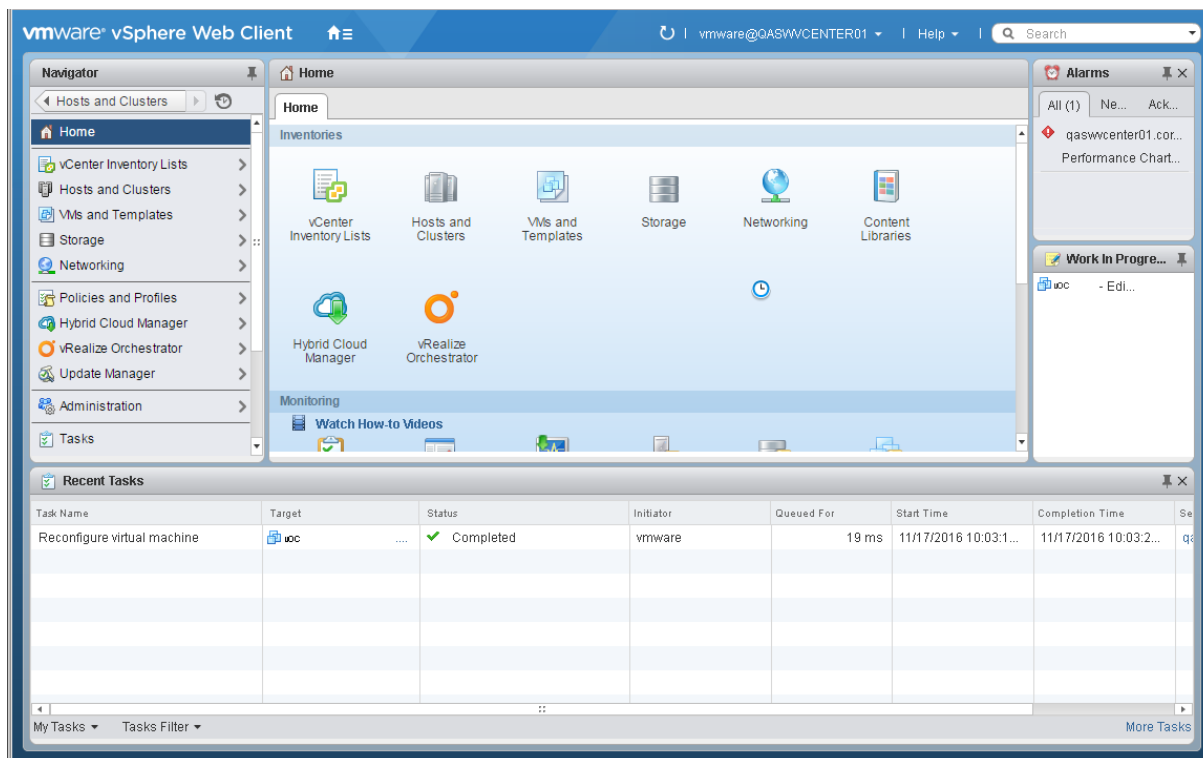 vmware® vSphere Web Client
vmware@QASWVCENTER01 | Help | Search
Navigator
Hosts and Clusters
Home
vCenter Inventory Lists
Hosts and Clusters
VMs and Templates
Storage
Networking
Policies and Profiles
Hybrid Cloud Manager
vRealize Orchestrator
Update Manager
Administration
Tasks
Home
Home
Inventories
vCenter
Inventory Lists
Hosts and
Clusters
VMs and
Templates
Storage
Networking
Content
Libraries
Hybrid Cloud
Manager
vRealize
Orchestrator
Monitoring
Watch How-to Videos
Alarms
All (1) Ne... Ack...
qaswvcenter01.cor...
Performance Chart...
Work In Progre...
UOC - Edi...
Recent Tasks
Task Name Target Status Initiator Queued For Start Time Completion Time Se
Reconfigure virtual machine UOC .... Completed vmware 19 ms 11/17/2016 10:03:1... 11/17/2016 10:03:2... qa
My Tasks Tasks Filter More Tasks